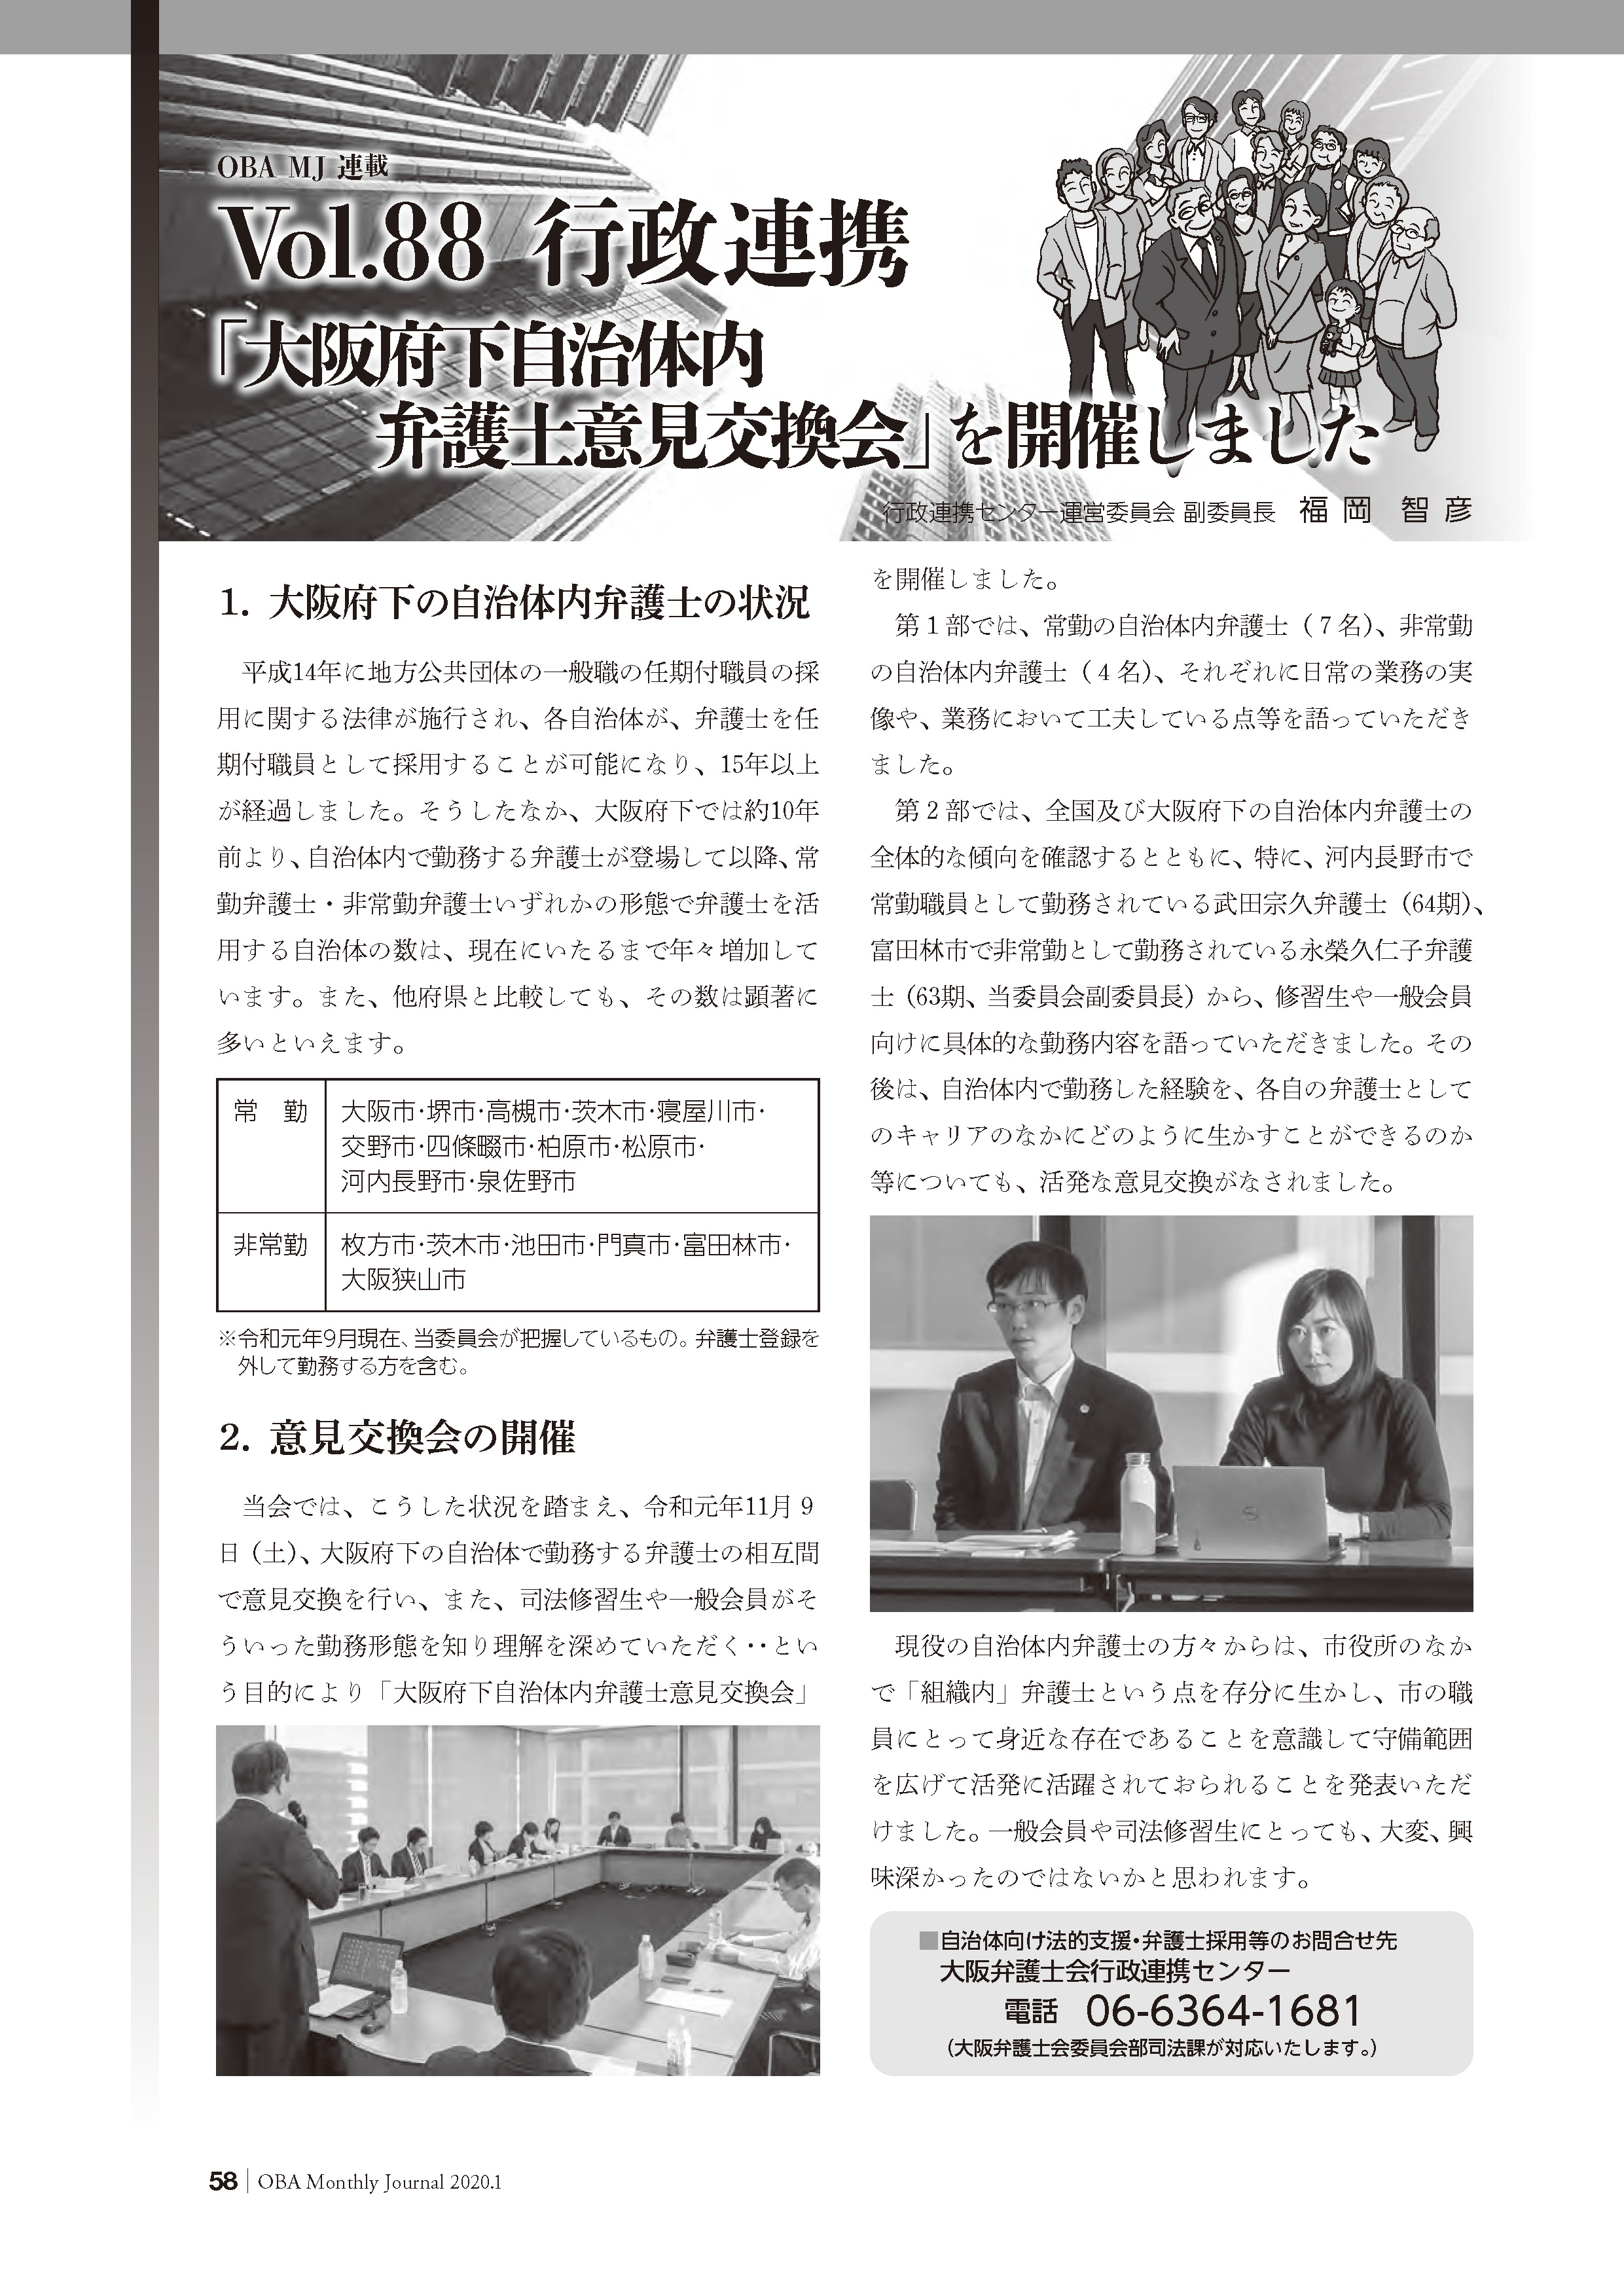 OBA MJ 連載
Vol.88 行政連携
「大阪府下自治体内
弁護士意見交換会」を開催しました
行政連携センター運営委員会 副委員長 福岡 智彦
1. 大阪府下の自治体内弁護士の状況
平成14年に地方公共団体の一般職の任期付職員の採
用に関する法律が施行され、各自治体が、弁護士を任
期付職員として採用することが可能になり、15年以上
が経過しました。そうしたなか、大阪府下では約10年
前より、自治体内で勤務する弁護士が登場して以降、常
勤弁護士・非常勤弁護士いずれかの形態で弁護士を活
用する自治体の数は、現在にいたるまで年々増加して
います。また、他府県と比較しても、その数は顕著に
多いといえます。
常　勤 大阪市・堺市・高槻市・茨木市・寝屋川市・
交野市・四條畷市・柏原市・松原市・
河内長野市・泉佐野市
非常勤 枚方市・茨木市・池田市・門真市・富田林市・
大阪狭山市
※令和元年9月現在、当委員会が把握しているもの。弁護士登録を
外して勤務する方を含む。
2. 意見交換会の開催
当会では、こうした状況を踏まえ、令和元年11月９
日（土）、大阪府下の自治体で勤務する弁護士の相互間
で意見交換を行い、また、司法修習生や一般会員がそ
ういった勤務形態を知り理解を深めていただく・・とい
う目的により「大阪府下自治体内弁護士意見交換会」
を開催しました。
第１部では、常勤の自治体内弁護士（７名）、非常勤
の自治体内弁護士（４名）、それぞれに日常の業務の実
像や、業務において工夫している点等を語っていただき
ました。
第２部では、全国及び大阪府下の自治体内弁護士の
全体的な傾向を確認するとともに、特に、河内長野市で
常勤職員として勤務されている武田宗久弁護士（64期）、
富田林市で非常勤として勤務されている永榮久仁子弁護
士（63期、当委員会副委員長）から、修習生や一般会員
向けに具体的な勤務内容を語っていただきました。その
後は、自治体内で勤務した経験を、各自の弁護士として
のキャリアのなかにどのように生かすことができるのか
等についても、活発な意見交換がなされました。
現役の自治体内弁護士の方々からは、市役所のなか
で「組織内」弁護士という点を存分に生かし、市の職
員にとって身近な存在であることを意識して守備範囲
を広げて活発に活躍されておられることを発表いただ
けました。一般会員や司法修習生にとっても、大変、興
味深かったのではないかと思われます。
■自治体向け法的支援・弁護士採用等のお問合せ先
大阪弁護士会行政連携センター
電話　06-6364-1681
（大阪弁護士会委員会部司法課が対応いたします。）
58 OBA Monthly Journal 2020.1